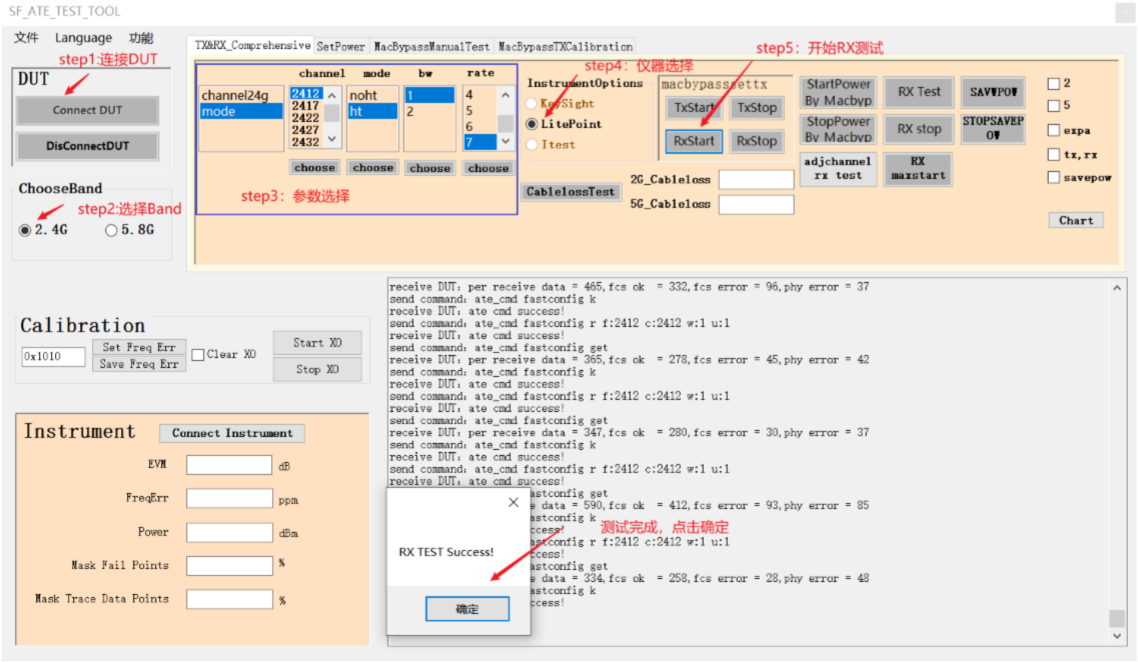 SF_ATE_TEST_TOOL
文件 Language 功能
step1:连接DUT
DUT
Connect DUT
DisConnectDUT
ChooseBand
step2:选择Band
2.4G 5.8G
TX&RX_Comprehensive SetPower MacBypassManualTest MacBypassTXCalibration
channel mode bw rate
channel24g
mode
2412
2417
2422
2427
2432
noht
ht
1
2
4
5
6
7
choose choose choose choose
step3：参数选择
step4：仪器选择
InstrumentOptions
KeySight
LitePoint
Itest
CablelossTest
step5：开始RX测试
macbypasssettx
TxStart TxStop
RxStart RxStop
2G_Cableloss
5G_Cableloss
StartPower
By Macbyp
StopPower
By Macbyp
adjchannel
rx test
RX Test
RX stop
RX
maxstart
SAVWPOW
STOPSAVEP
OW
2
5
expa
tx,rx
savepow
Chart
Calibration
0x1010
Set Freq Err
Save Freq Err
Clear XO
Start XO
Stop XO
Instrument
Connect Instrument
EVM dB
FreqErr ppm
Power dBm
Mask Fail Points %
Mask Trace Data Points %
receive DUT: per receive data = 465,fcs ok = 332,fcs error = 96,phy error = 37
send command: ate_cmd fastconfig k
receive DUT: ate cmd success!
send command: ate_cmd fastconfig r f:2412 c:2412 w:1 u:1
receive DUT: ate cmd success!
send command: ate_cmd fastconfig get
receive DUT: per receive data = 365,fcs ok = 278,fcs error = 45,phy error = 42
send command: ate_cmd fastconfig k
receive DUT: ate cmd success!
send command: ate_cmd fastconfig r f:2412 c:2412 w:1 u:1
receive DUT: ate cmd success!
send command: ate_cmd fastconfig get
receive DUT: per receive data = 347,fcs ok = 280,fcs error = 30,phy error = 37
send command: ate_cmd fastconfig k
receive DUT: ate cmd success!
send command: ate_cmd fastconfig r f:2412 c:2412 w:1 u:1
receive DUT: ate cmd success!
astconfig get
e data = 590,fcs ok = 412,fcs error = 93,phy error = 85
astconfig k
ccess!
astconfig r f:2412 c:2412 w:1 u:1
ccess!
astconfig get
e data = 334,fcs ok = 258,fcs error = 28,phy error = 48
astconfig k
ccess!
测试完成，点击确定
RX TEST Success!
确定